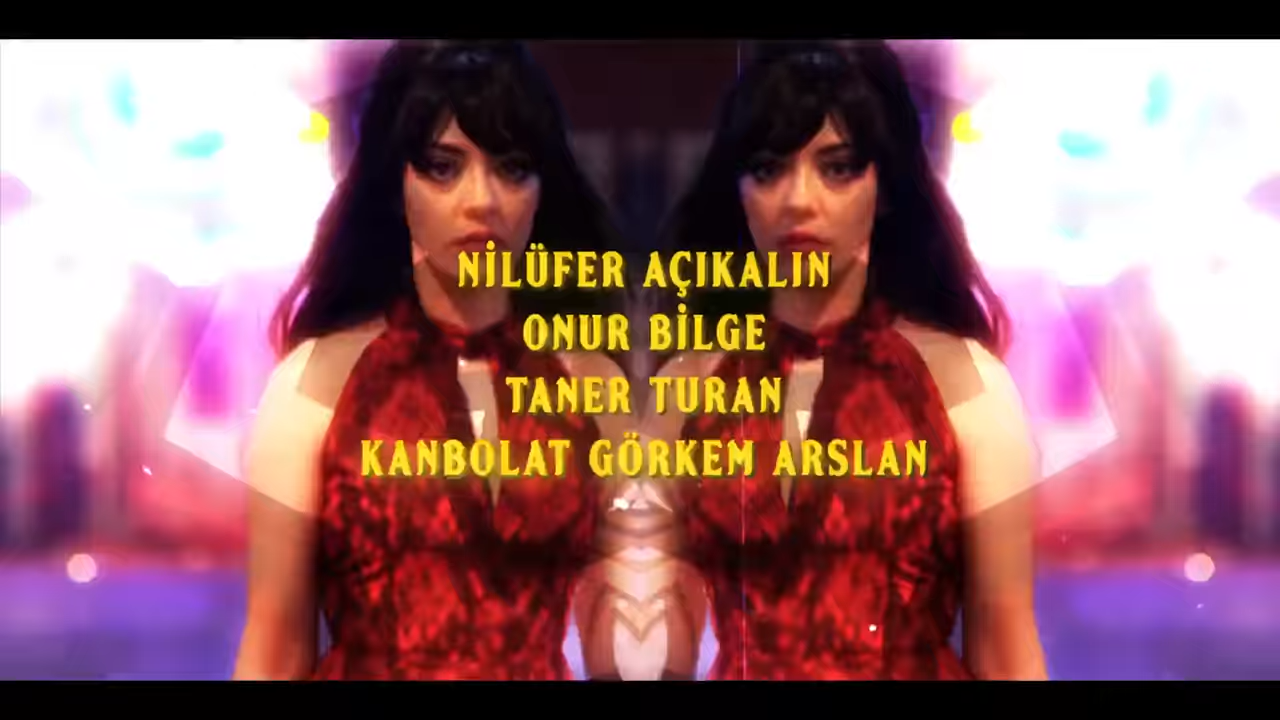 NİLÜFER AÇIKALIN
ONUR BİLGE
TANER TURAN
KANBOLAT GÖRKEM ARSLAN